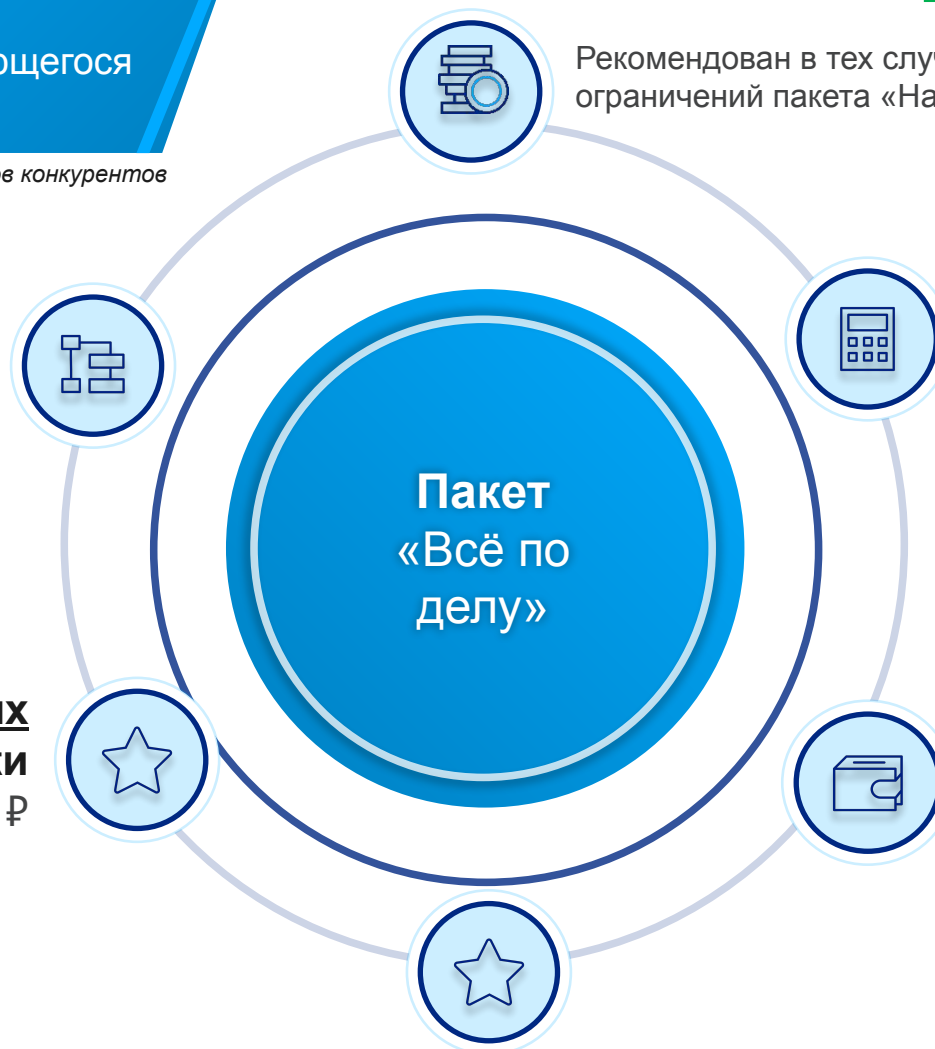 ощегося
Рекомендован в тех слу
ограничений пакета «На
в конкурентов
Пакет
«Всё по
делу»
их
ки
₽